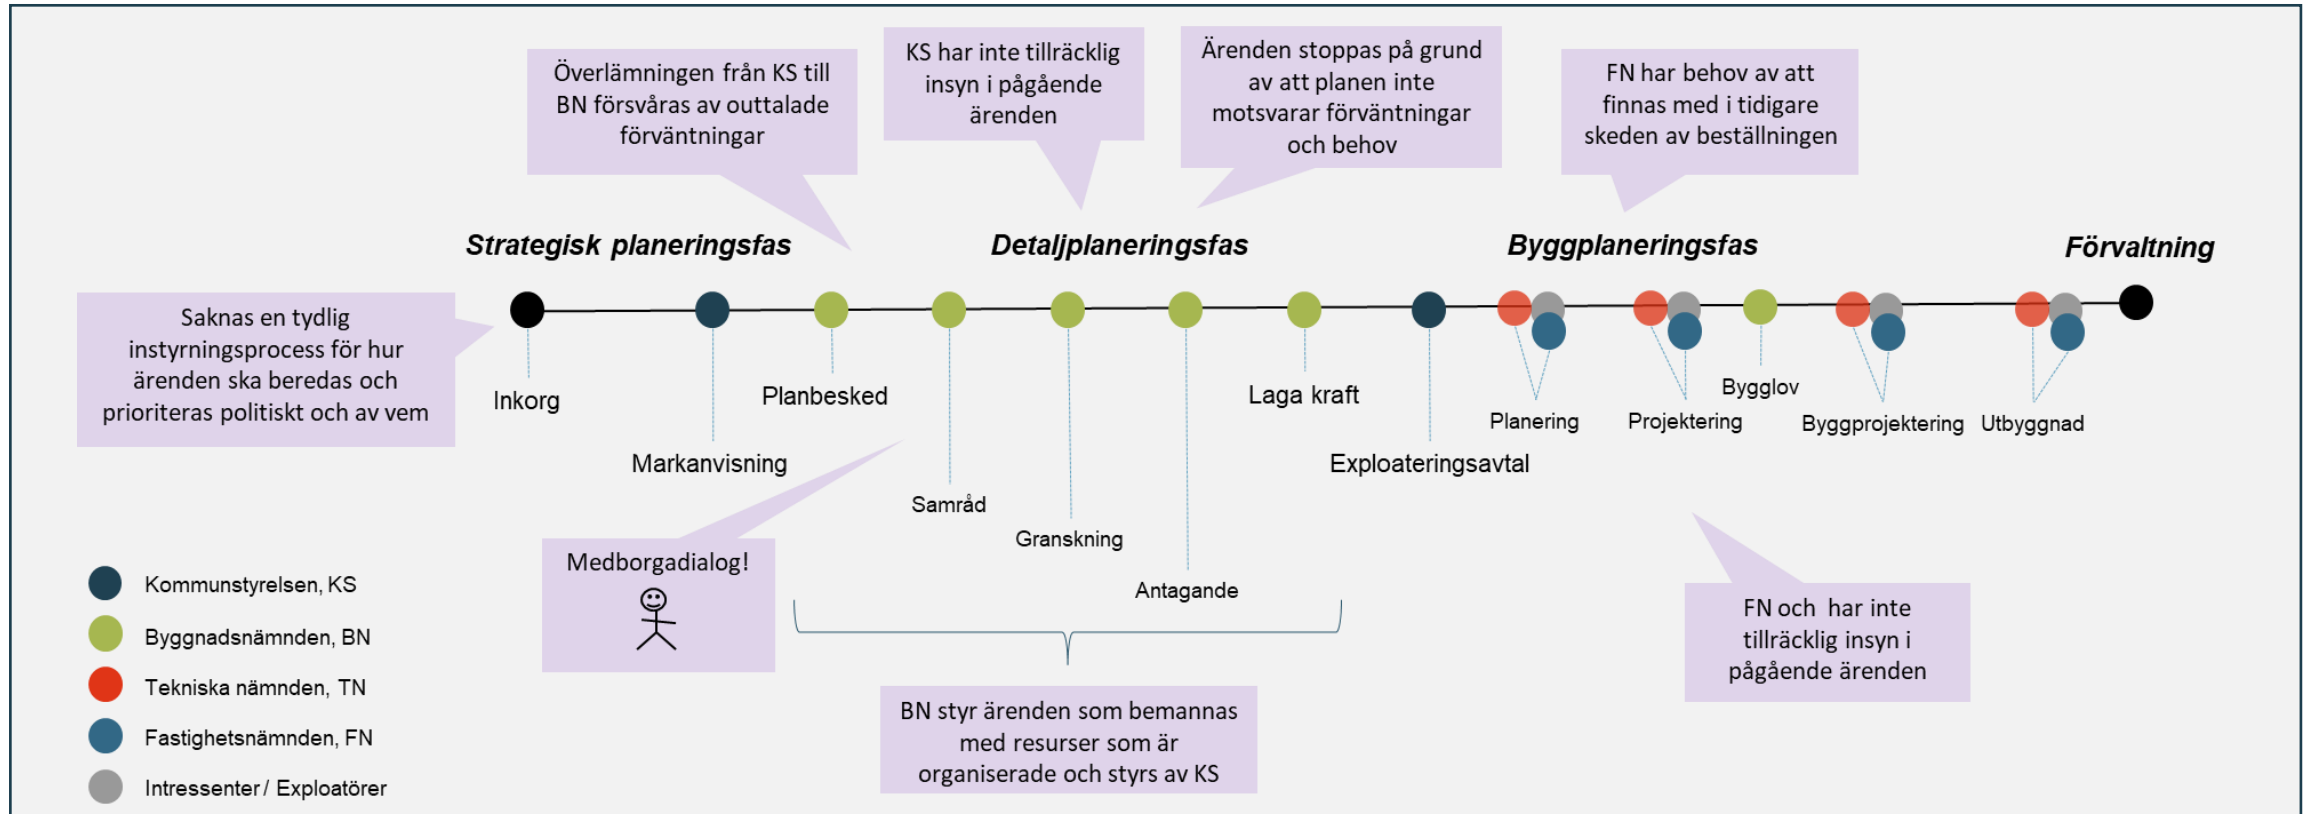 Överlämningen från KS till
BN försvåras av outtalade
förväntningar
KS har inte tillräcklig
insyn i pågående
ärenden
Ärenden stoppas på grund
av att planen inte
motsvarar förväntningar
och behov
FN har behov av att
finnas med i tidigare
skeden av beställningen
Strategisk planeringsfas
Detaljplaneringsfas
Byggplaneringsfas
Förvaltning
Saknas en tydlig
instyrningsprocess för hur
ärenden ska beredas och
prioriteras politiskt och av vem
Inkorg
Markanvisning
Planbesked
Samråd
Granskning
Antagande
Laga kraft
Exploateringsavtal
Planering
Projektering
Bygglov
Byggprojektering
Utbyggnad
Medborgadialog!
BN styr ärenden som bemannas
med resurser som är
organiserade och styrs av KS
FN och  har inte
tillräcklig insyn i
pågående ärenden
Kommunstyrelsen, KS
Byggnadsnämnden, BN
Tekniska nämnden, TN
Fastighetsnämnden, FN
Intressenter / Exploatörer